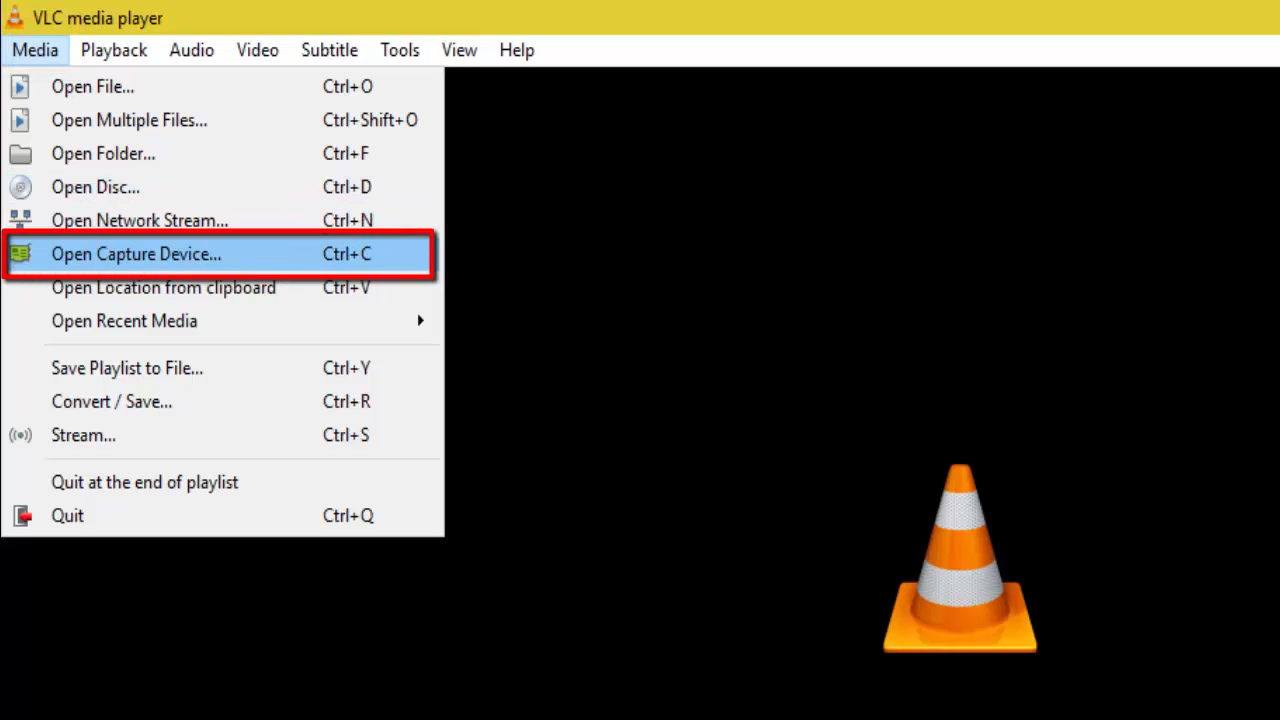 VLC media player
Media Playback Audio Video Subtitle Tools View Help
Open File... Ctrl+O
Open Multiple Files... Ctrl+Shift+O
Open Folder... Ctrl+F
Open Disc... Ctrl+D
Open Network Stream... Ctrl+N
Open Capture Device... Ctrl+C
Open Location from clipboard Ctrl+V
Open Recent Media
Save Playlist to File... Ctrl+Y
Convert / Save... Ctrl+R
Stream... Ctrl+S
Quit at the end of playlist
Quit Ctrl+Q